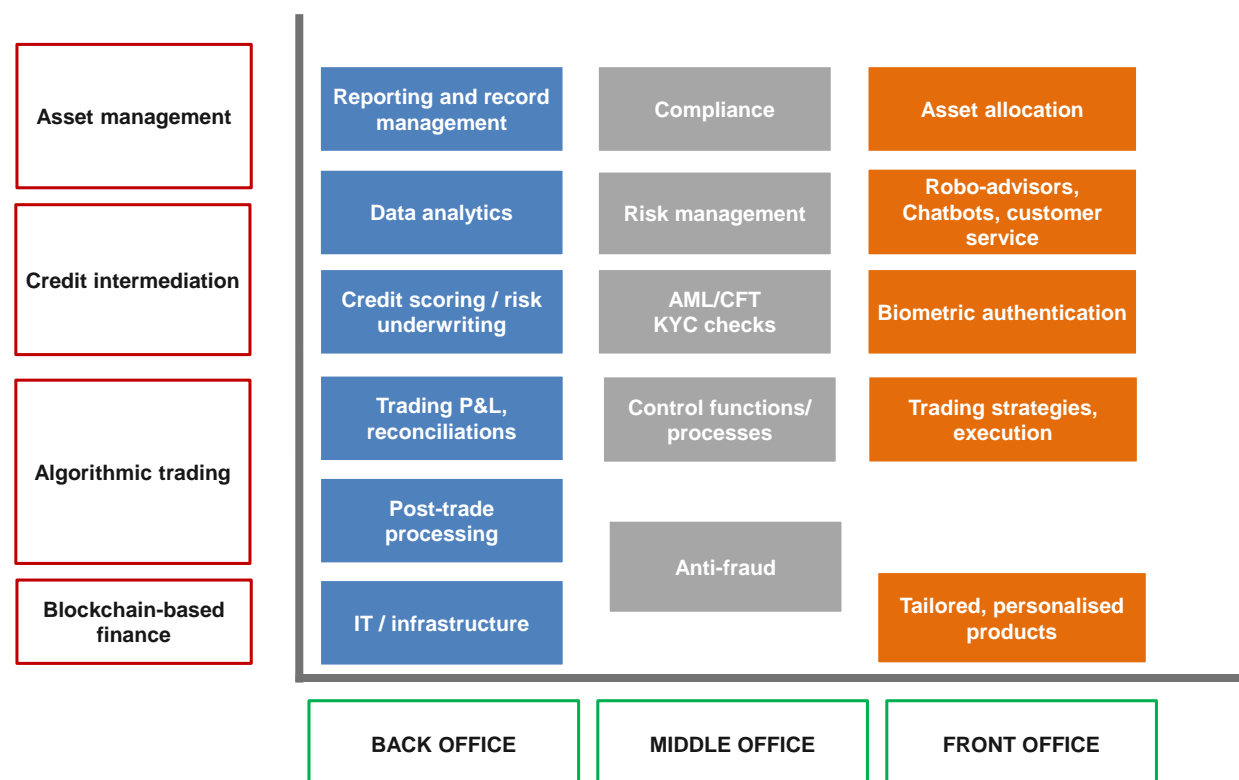 Asset management
Reporting and record
management
Compliance
Asset allocation
Credit intermediation
Data analytics
Risk management
Robo-advisors,
Chatbots, customer
service
Credit scoring / risk
underwriting
AML/CFT
KYC checks
Biometric authentication
Algorithmic trading
Trading P&L,
reconciliations
Control functions/
processes
Trading strategies,
execution
Post-trade
processing
Anti-fraud
Blockchain-based
finance
IT / infrastructure
Tailored, personalised
products
BACK OFFICE
MIDDLE OFFICE
FRONT OFFICE